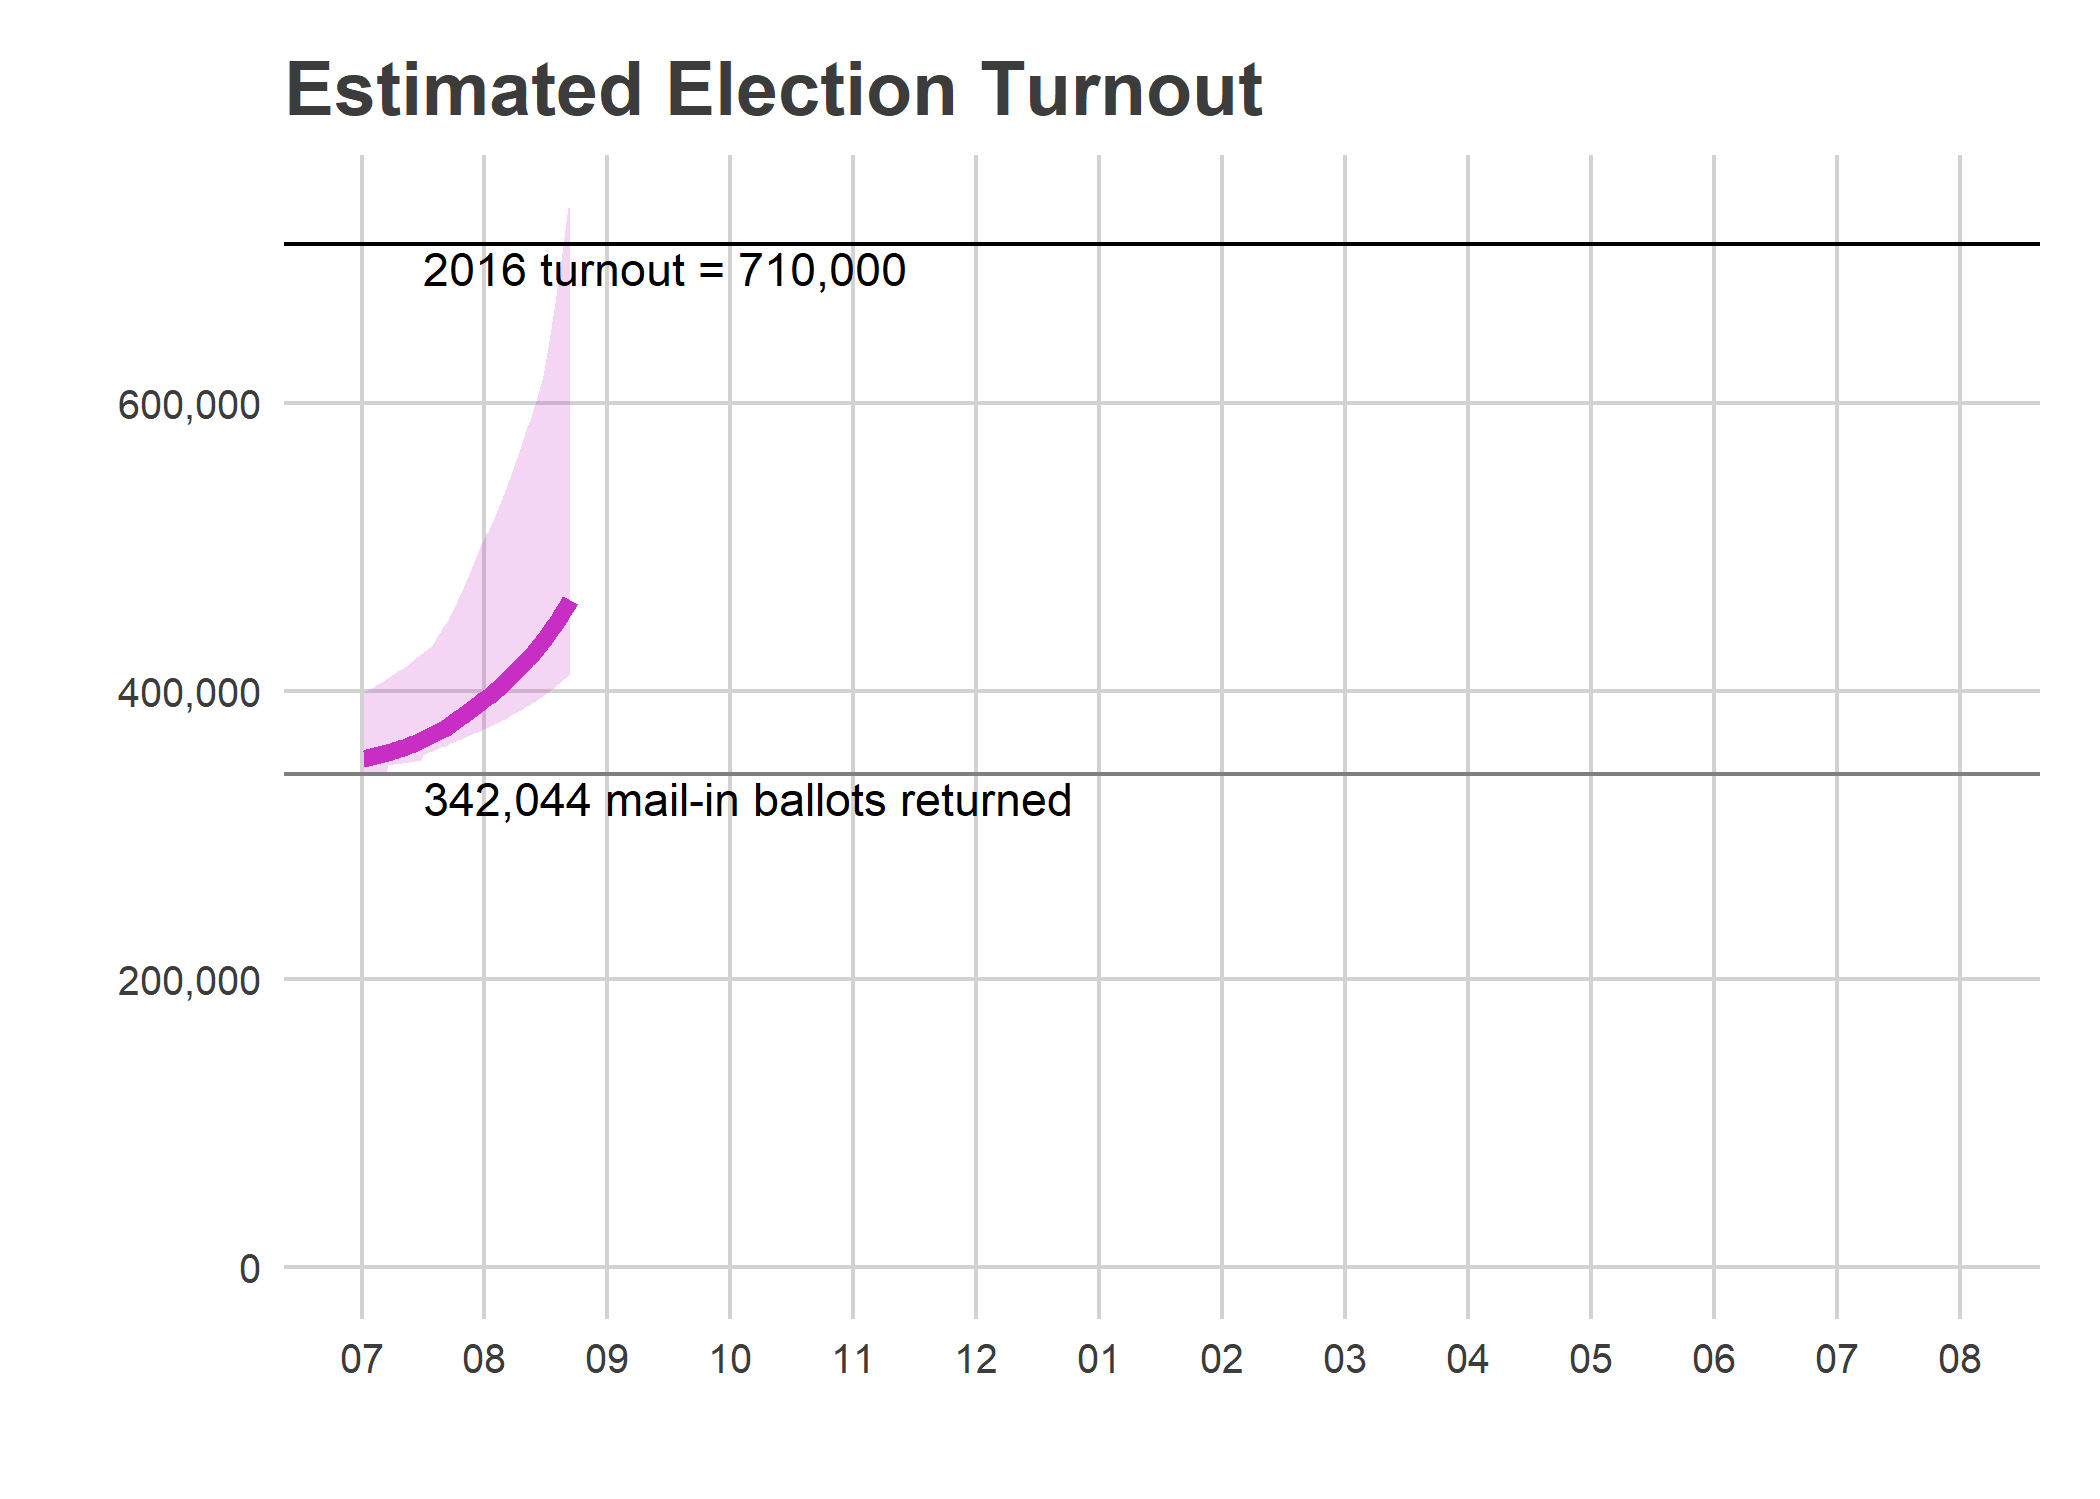 Estimated Election Turnout
2016 turnout = 710,000
600,000
400,000
342,044 mail-in ballots returned
200,000
0
07 08 09 10 11 12 01 02 03 04 05 06 07 08